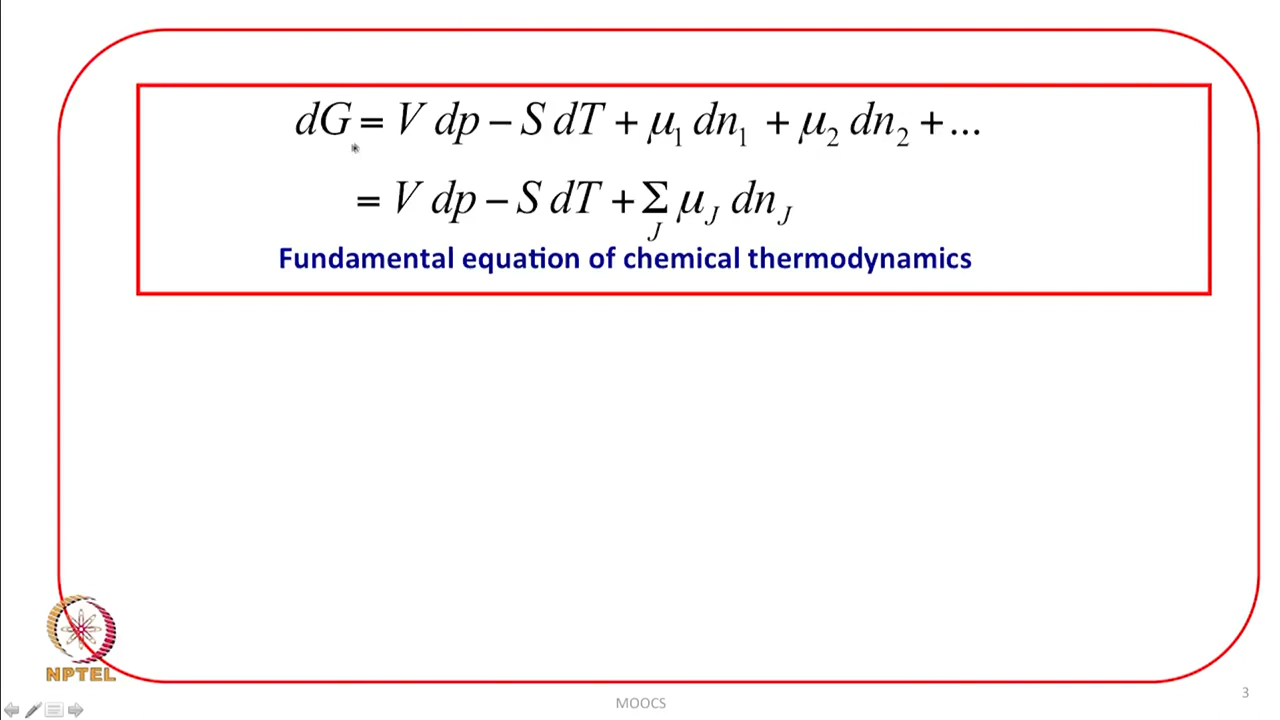 dG = V dp − S dT + μ₁ dn₁ + μ₂ dn₂ + ...
= V dp − S dT + Σ_J μ_J dn_J
Fundamental equation of chemical thermodynamics
NPTEL
MOOCS
3